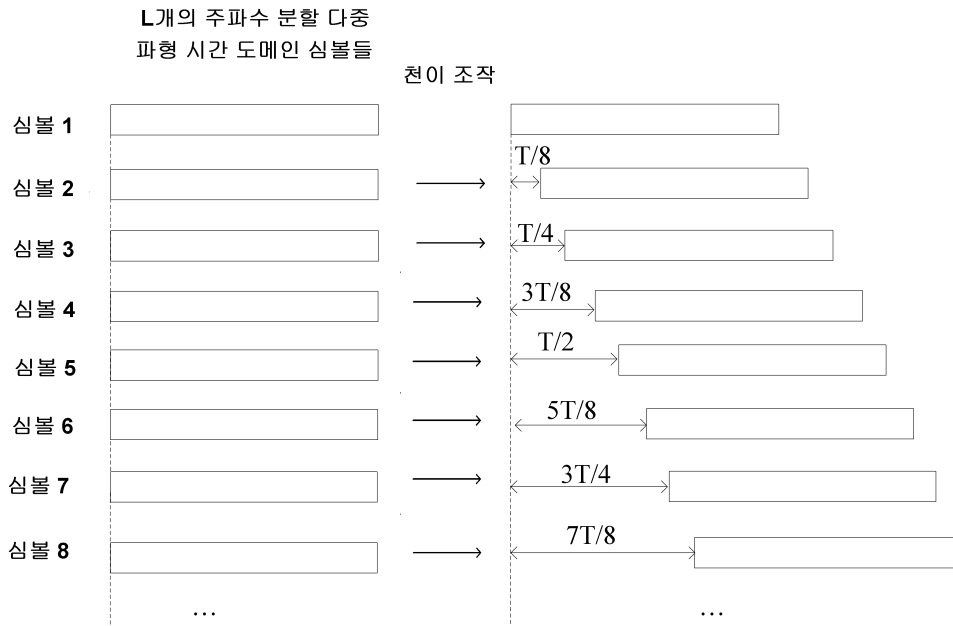 L개의 주파수 분할 다중
파형 시간 도메인 심볼들
천이 조작
심볼 1
심볼 2
T/8
심볼 3
T/4
심볼 4
3T/8
심볼 5
T/2
심볼 6
5T/8
심볼 7
3T/4
심볼 8
7T/8
...
...